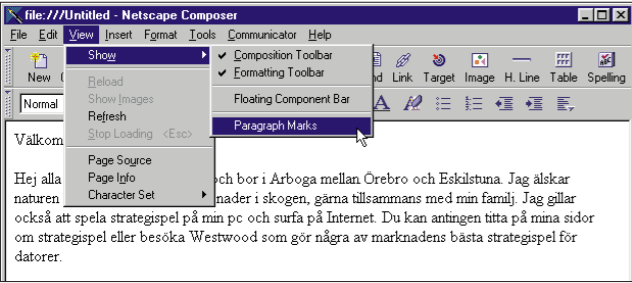 file:///Untitled - Netscape Composer
File Edit View Insert Format Tools Communicator Help
New Link Target Image H. Line Table Spelling
Normal
Show
Reload
Show Images
Refresh
Stop Loading <Esc>
Page Source
Page Info
Character Set
Composition Toolbar
Formatting Toolbar
Floating Component Bar
Paragraph Marks
Välkom
Hej alla och bor i Arboga mellan Örebro och Eskilstuna. Jag älskar
naturen nader i skogen, gärna tillsammans med min familj. Jag gillar
också att spela strategispel på min pc och surfa på Internet. Du kan antingen titta på mina sidor
om strategispel eller besöka Westwood som gör några av marknadens bästa strategispel för
datorer.